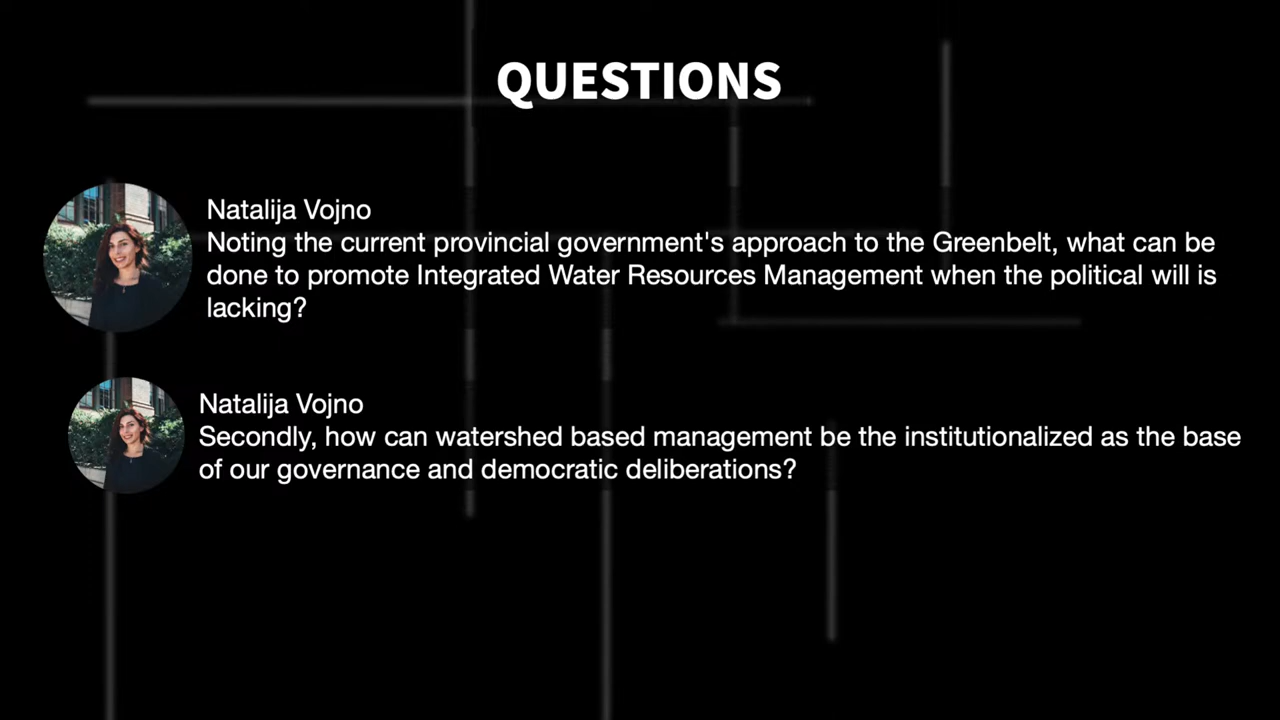 QUESTIONS
Natalija Vojno
Noting the current provincial government's approach to the Greenbelt, what can be
done to promote Integrated Water Resources Management when the political will is
lacking?
Natalija Vojno
Secondly, how can watershed based management be the institutionalized as the base
of our governance and democratic deliberations?